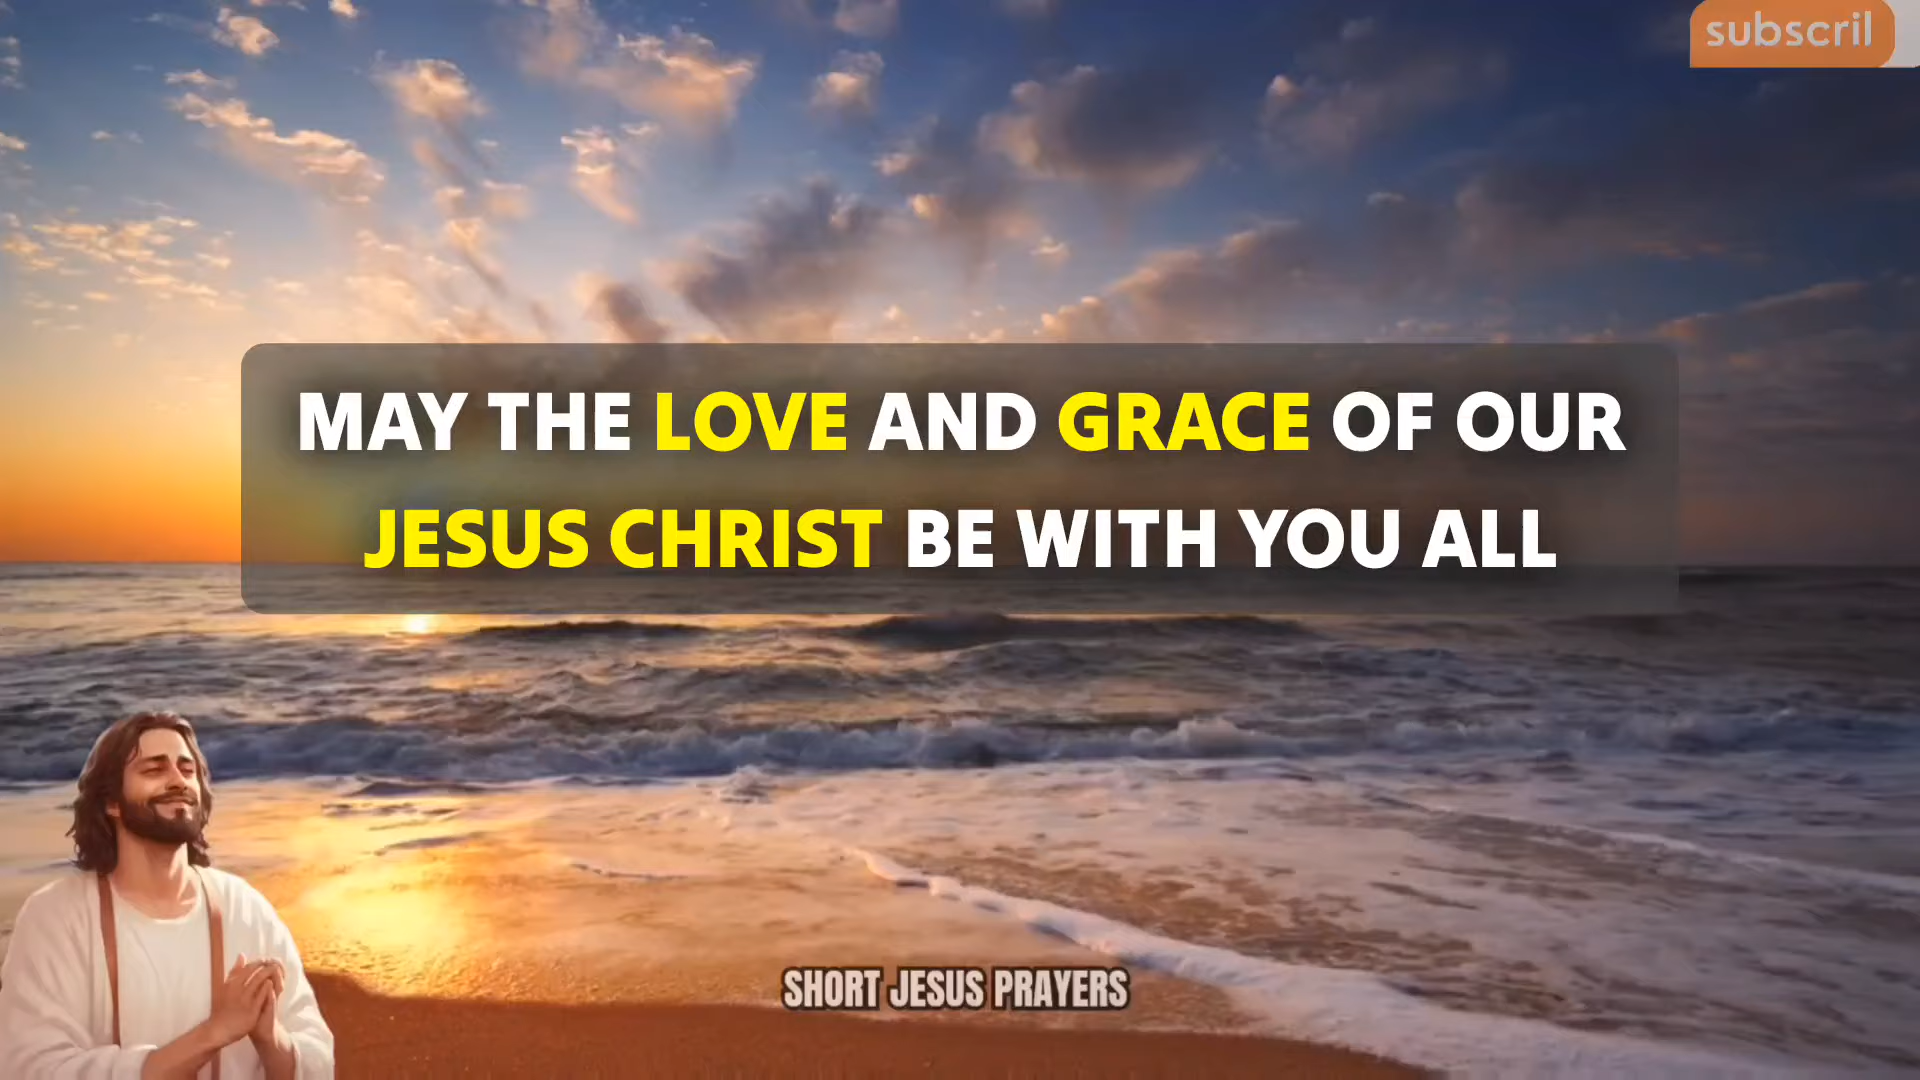 subscril
MAY THE LOVE AND GRACE OF OUR
JESUS CHRIST BE WITH YOU ALL
SHORT JESUS PRAYERS